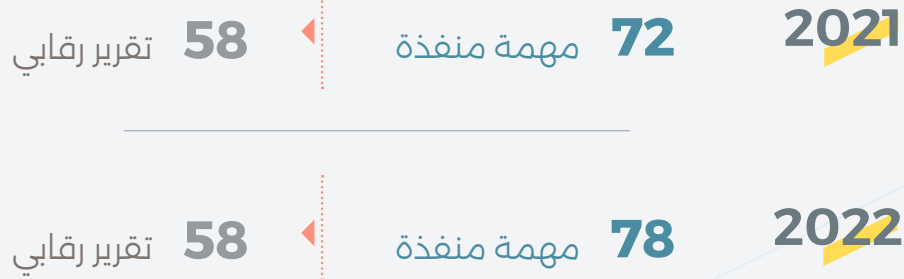 2021 72 مهمة منفذة 58 تقرير رقابي
2022 78 مهمة منفذة 58 تقرير رقابي